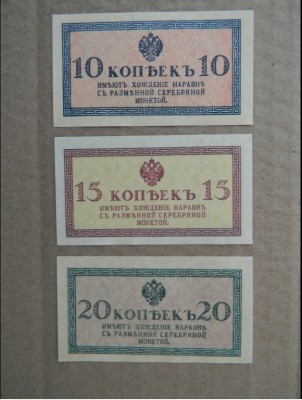 10 КОПѢЕКЪ 10
ИМѢЮТЪ ХОЖДЕНІЕ НАРАВНѢ
СЪ РАЗМѢННОЙ СЕРЕБРЯНОЙ
МОНЕТОЙ.
15 КОПѢЕКЪ 15
ИМѢЮТЪ ХОЖДЕНІЕ НАРАВНѢ
СЪ РАЗМѢННОЙ СЕРЕБРЯНОЙ
МОНЕТОЙ.
20 КОПѢЕКЪ 20
ИМѢЮТЪ ХОЖДЕНІЕ НАРАВНѢ
СЪ РАЗМѢННОЙ СЕРЕБРЯНОЙ
МОНЕТОЙ.